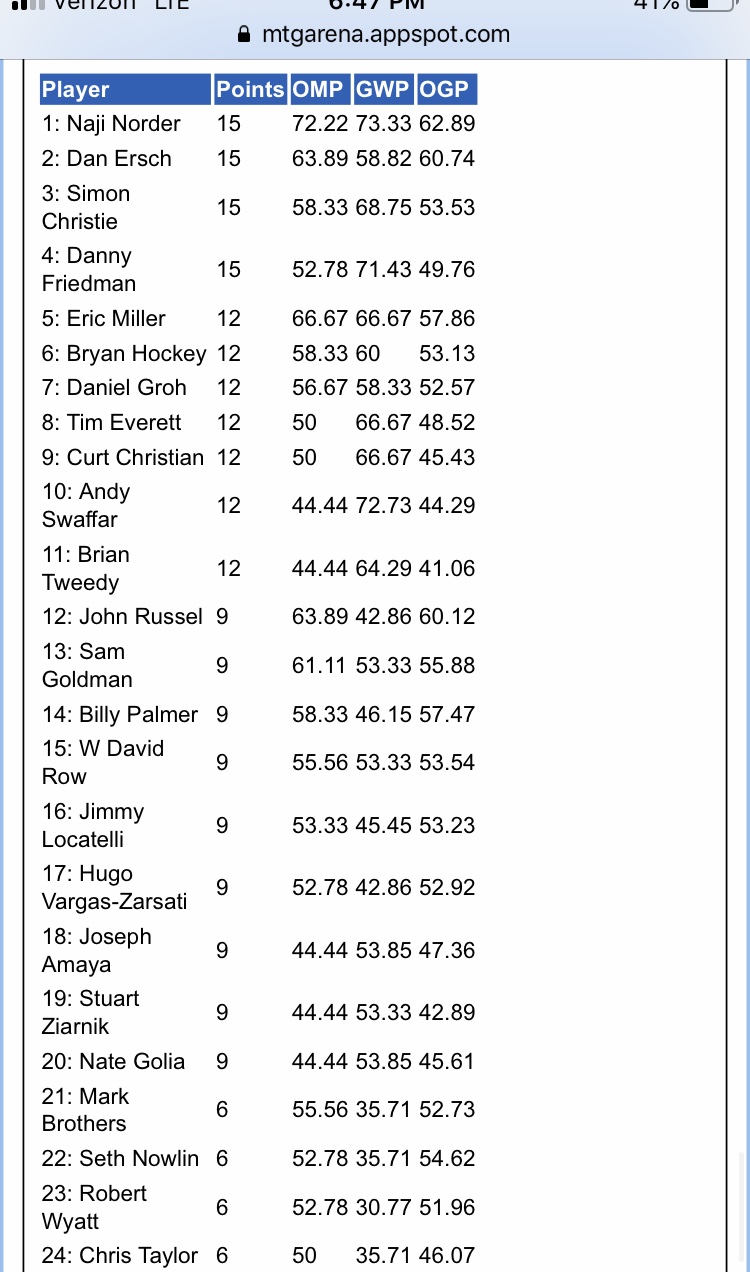 Verizon LTE 6:47 PM 41%
mtgarena.appspot.com
Player Points OMP GWP OGP
1: Naji Norder 15 72.22 73.33 62.89
2: Dan Ersch 15 63.89 58.82 60.74
3: Simon
Christie 15 58.33 68.75 53.53
4: Danny
Friedman 15 52.78 71.43 49.76
5: Eric Miller 12 66.67 66.67 57.86
6: Bryan Hockey 12 58.33 60 53.13
7: Daniel Groh 12 56.67 58.33 52.57
8: Tim Everett 12 50 66.67 48.52
9: Curt Christian 12 50 66.67 45.43
10: Andy
Swaffar 12 44.44 72.73 44.29
11: Brian
Tweedy 12 44.44 64.29 41.06
12: John Russel 9 63.89 42.86 60.12
13: Sam
Goldman 9 61.11 53.33 55.88
14: Billy Palmer 9 58.33 46.15 57.47
15: W David
Row 9 55.56 53.33 53.54
16: Jimmy
Locatelli 9 53.33 45.45 53.23
17: Hugo
Vargas-Zarsati 9 52.78 42.86 52.92
18: Joseph
Amaya 9 44.44 53.85 47.36
19: Stuart
Ziarnik 9 44.44 53.33 42.89
20: Nate Golia 9 44.44 53.85 45.61
21: Mark
Brothers 6 55.56 35.71 52.73
22: Seth Nowlin 6 52.78 35.71 54.62
23: Robert
Wyatt 6 52.78 30.77 51.96
24: Chris Taylor 6 50 35.71 46.07